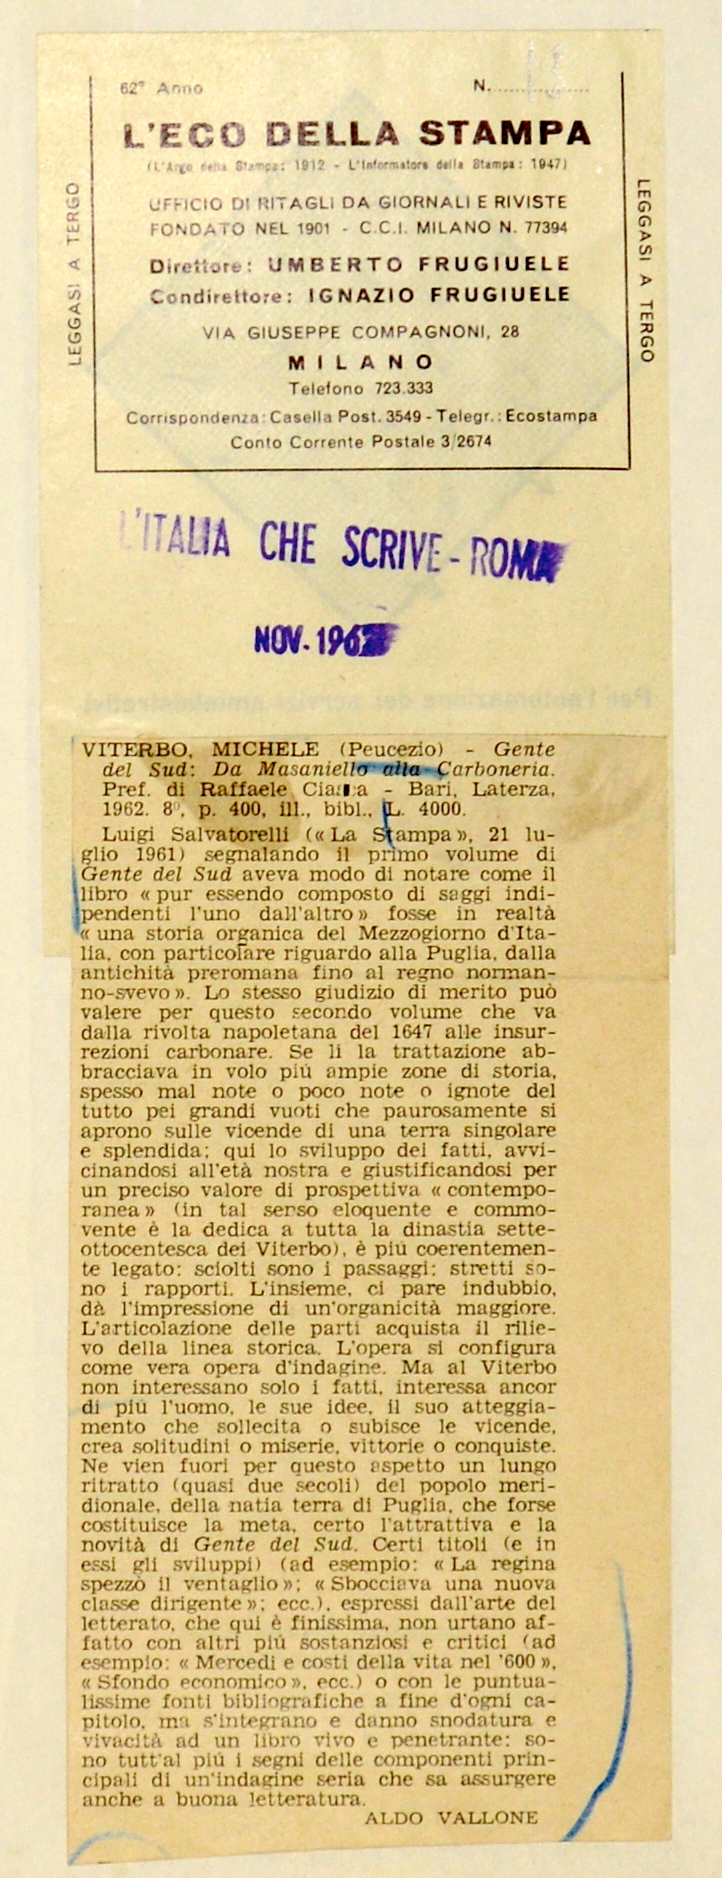 62° Anno
N.
L'ECO DELLA STAMPA
(L'Argo della Stampa: 1912 - L'Informatore della Stampa: 1947)
UFFICIO DI RITAGLI DA GIORNALI E RIVISTE
FONDATO NEL 1901 - C.C.I. MILANO N. 77394
Direttore: UMBERTO FRUGIUELE
Condirettore: IGNAZIO FRUGIUELE
VIA GIUSEPPE COMPAGNONI, 28
MILANO
Telefono 723.333
Corrispondenza: Casella Post. 3549 - Telegr.: Ecostampa
Conto Corrente Postale 3/2674
LEGGASI A TERGO
LEGGASI A TERGO
L'ITALIA CHE SCRIVE - ROMA
NOV. 1962
Per l'automazione dei servizi amministrativi
VITERBO, MICHELE (Peucezio) - Gente
del Sud: Da Masaniello alla Carboneria.
Pref. di Raffaele - Bari, Laterza,
1962. 8°, p. 400, ill., bibl., L. 4000.
Luigi Salvatorelli (« La Stampa », 21 lu-
glio 1961) segnalando il primo volume di
Gente del Sud aveva modo di notare come il
libro « pur essendo composto di saggi indi-
pendenti l'uno dall'altro » fosse in realtà
« una storia organica del Mezzogiorno d'Ita-
lia, con particolare riguardo alla Puglia, dalla
antichità preromana fino al regno norman-
no-svevo ». Lo stesso giudizio di merito può
valere per questo secondo volume che va
dalla rivolta napoletana del 1647 alle insur-
rezioni carbonare. Se lì la trattazione ab-
bracciava in volo più ampie zone di storia,
spesso mal note o poco note o ignote del
tutto pei grandi vuoti che paurosamente si
aprono sulle vicende di una terra singolare
e splendida; qui lo sviluppo dei fatti, avvi-
cinandosi all'età nostra e giustificandosi per
un preciso valore di prospettiva « contempo-
ranea » (in tal senso eloquente e commo-
vente è la dedica a tutta la dinastia sette-
ottocentesca dei Viterbo), è più coerentemen-
te legato: sciolti sono i passaggi: stretti so-
no i rapporti. L'insieme, ci pare indubbio,
dà l'impressione di un'organicità maggiore.
L'articolazione delle parti acquista il rilie-
vo della linea storica. L'opera si configura
come vera opera d'indagine. Ma al Viterbo
non interessano solo i fatti, interessa ancor
di più l'uomo, le sue idee, il suo atteggia-
mento che sollecita o subisce le vicende,
crea solitudini o miserie, vittorie o conquiste.
Ne vien fuori per questo aspetto un lungo
ritratto (quasi due secoli) del popolo meri-
dionale, della natia terra di Puglia, che forse
costituisce la meta, certo l'attrattiva e la
novità di Gente del Sud. Certi titoli (e in
essi gli sviluppi) (ad esempio: « La regina
spezzò il ventaglio »; « Sbocciava una nuova
classe dirigente »; ecc.), espressi dall'arte del
letterato, che qui è finissima, non urtano af-
fatto con altri più sostanziosi e critici (ad
esempio: « Mercedi e costi della vita nel '600 »,
« Sfondo economico », ecc.) o con le puntua-
lissime fonti bibliografiche a fine d'ogni ca-
pitolo, ma s'integrano e danno snodatura e
vivacità ad un libro vivo e penetrante: so-
no tutt'al più i segni delle componenti prin-
cipali di un'indagine seria che sa assurgere
anche a buona letteratura.
ALDO VALLONE